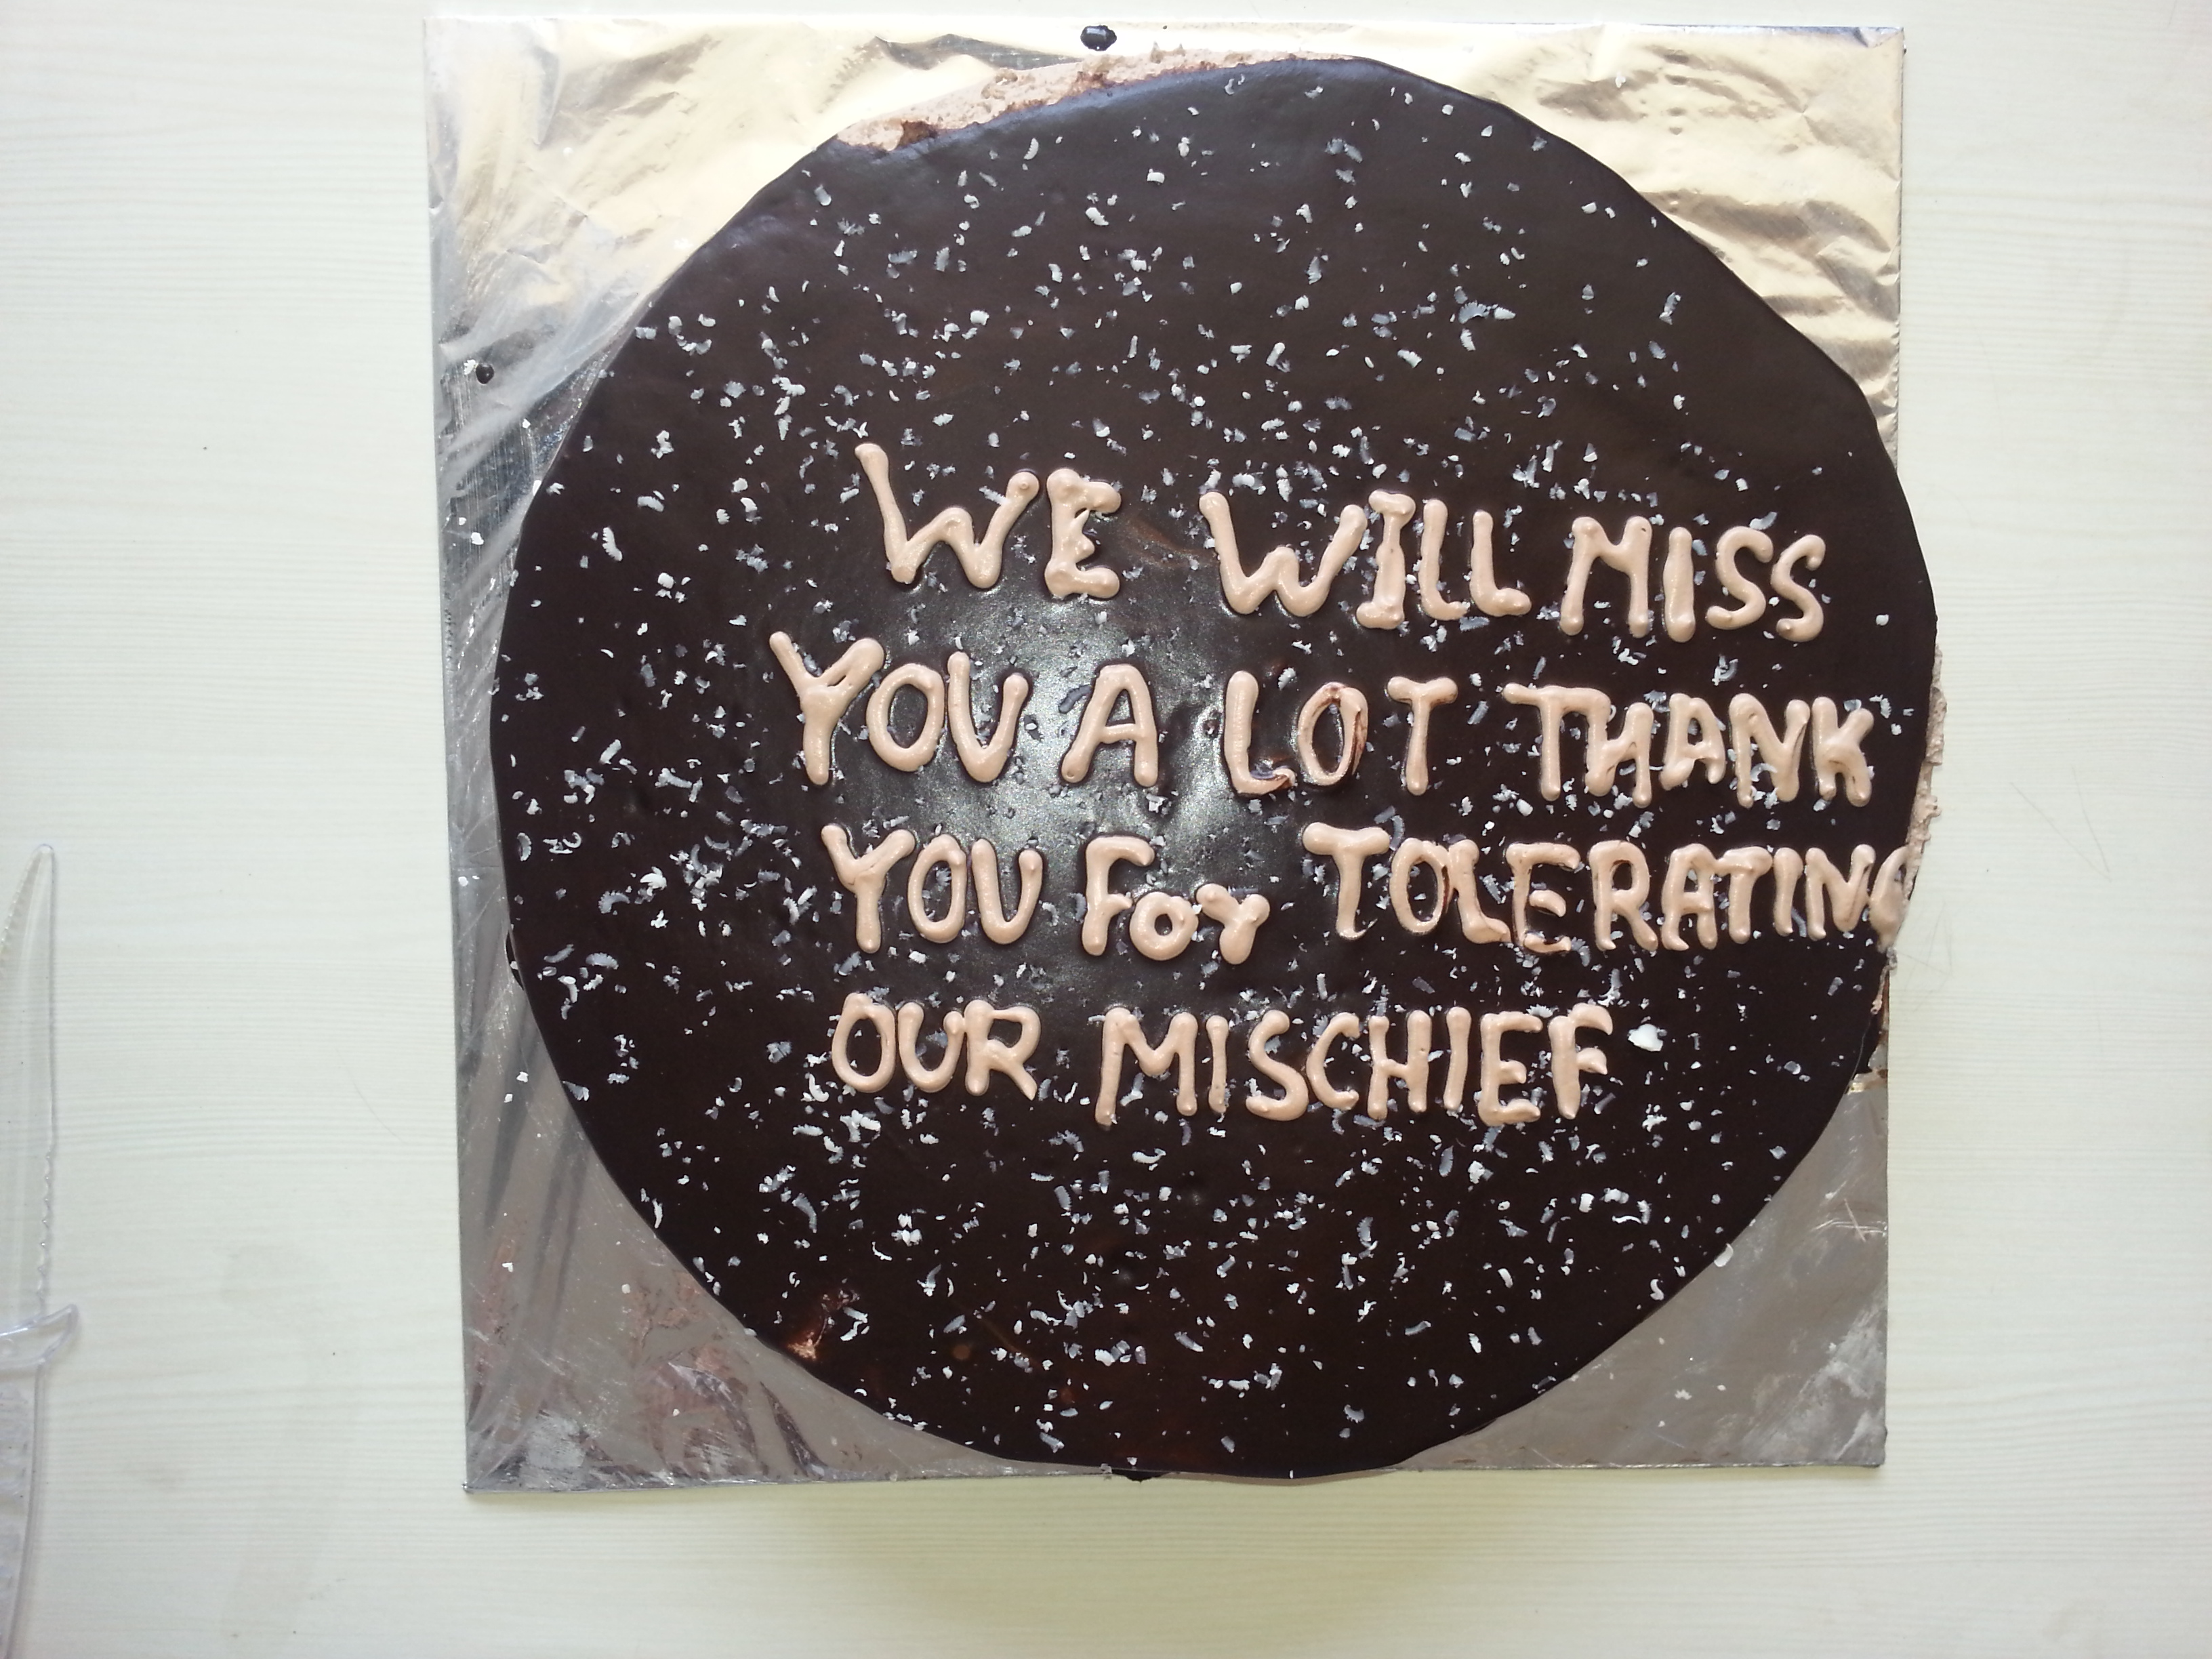 WE WILL MISS
YOU A LOT THANK
YOU For TOLERATING
OUR MISCHIEF